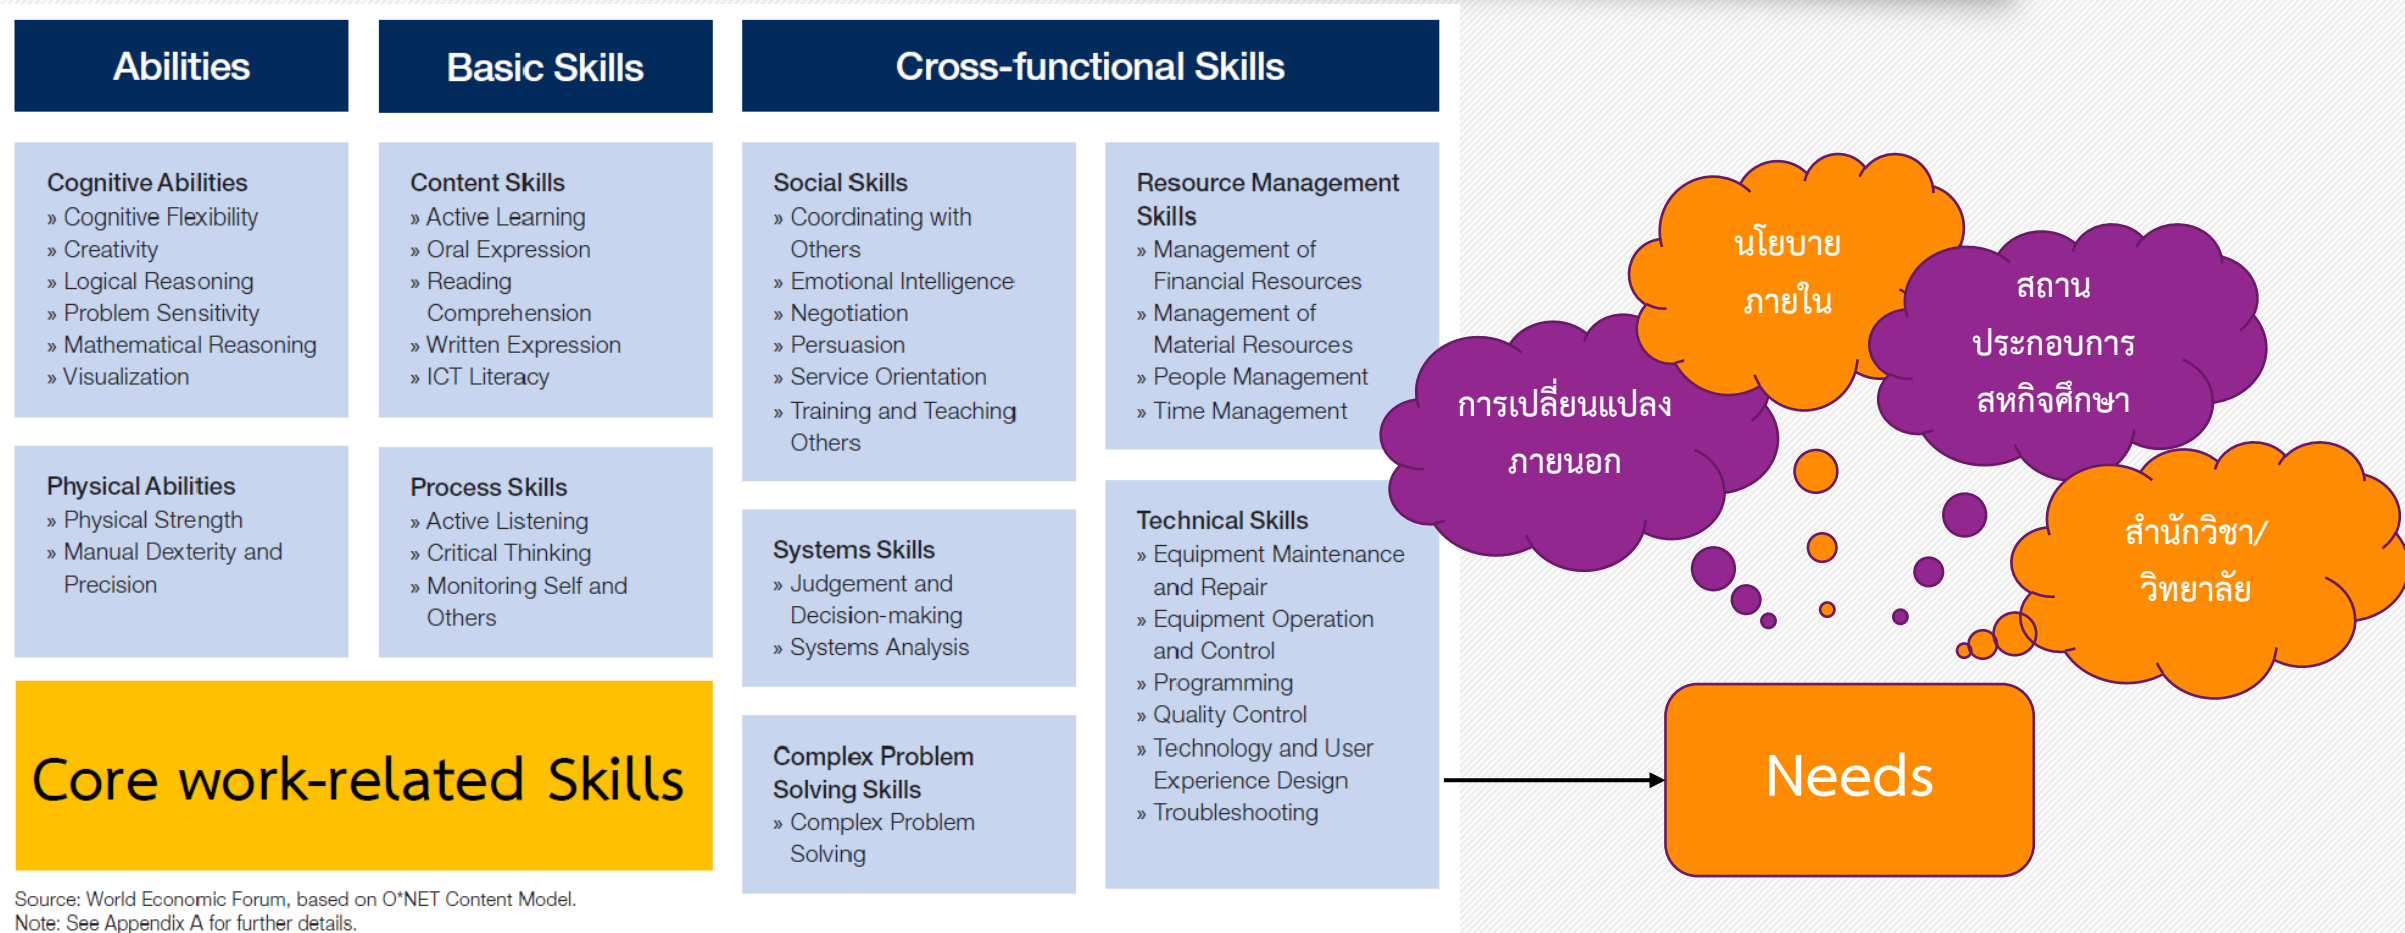 Abilities
Basic Skills
Cross-functional Skills
Cognitive Abilities
» Cognitive Flexibility
» Creativity
» Logical Reasoning
» Problem Sensitivity
» Mathematical Reasoning
» Visualization
Physical Abilities
» Physical Strength
» Manual Dexterity and
Precision
Content Skills
» Active Learning
» Oral Expression
» Reading
Comprehension
» Written Expression
» ICT Literacy
Process Skills
» Active Listening
» Critical Thinking
» Monitoring Self and
Others
Core work-related Skills
Social Skills
» Coordinating with
Others
» Emotional Intelligence
» Negotiation
» Persuasion
» Service Orientation
» Training and Teaching
Others
Systems Skills
» Judgement and
Decision-making
» Systems Analysis
Complex Problem
Solving Skills
» Complex Problem
Solving
Resource Management
Skills
» Management of
Financial Resources
» Management of
Material Resources
» People Management
» Time Management
Technical Skills
» Equipment Maintenance
and Repair
» Equipment Operation
and Control
» Programming
» Quality Control
» Technology and User
Experience Design
» Troubleshooting
Source: World Economic Forum, based on O*NET Content Model.
Note: See Appendix A for further details.
การเปลี่ยนแปลง
ภายนอก
นโยบาย
ภายใน
สถาน
ประกอบการ
สหกิจศึกษา
สำนักวิชา/
วิทยาลัย
Needs